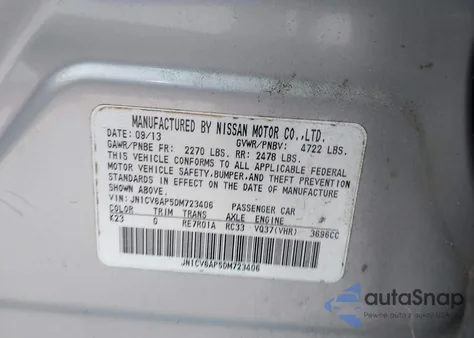 MANUFACTURED BY NISSAN MOTOR CO.,LTD.
DATE: 09/13 GVWR/PNBV: 4722 LBS.
GAWR/PNBE FR: 2270 LBS. RR: 2478 LBS.
THIS VEHICLE CONFORMS TO ALL APPLICABLE FEDERAL
MOTOR VEHICLE SAFETY, BUMPER, AND THEFT PREVENTION
STANDARDS IN EFFECT ON THE DATE OF MANUFACTURE
SHOWN ABOVE.
VIN: JN1CV6AP5DM723406 PASSENGER CAR
COLOR TRIM TRANS AXLE ENGINE
K23 G RE7R01A RC33 VQ37(VHR) 3696CC
JN1CV6AP5DM723406
autoSnap
Pewne auto z